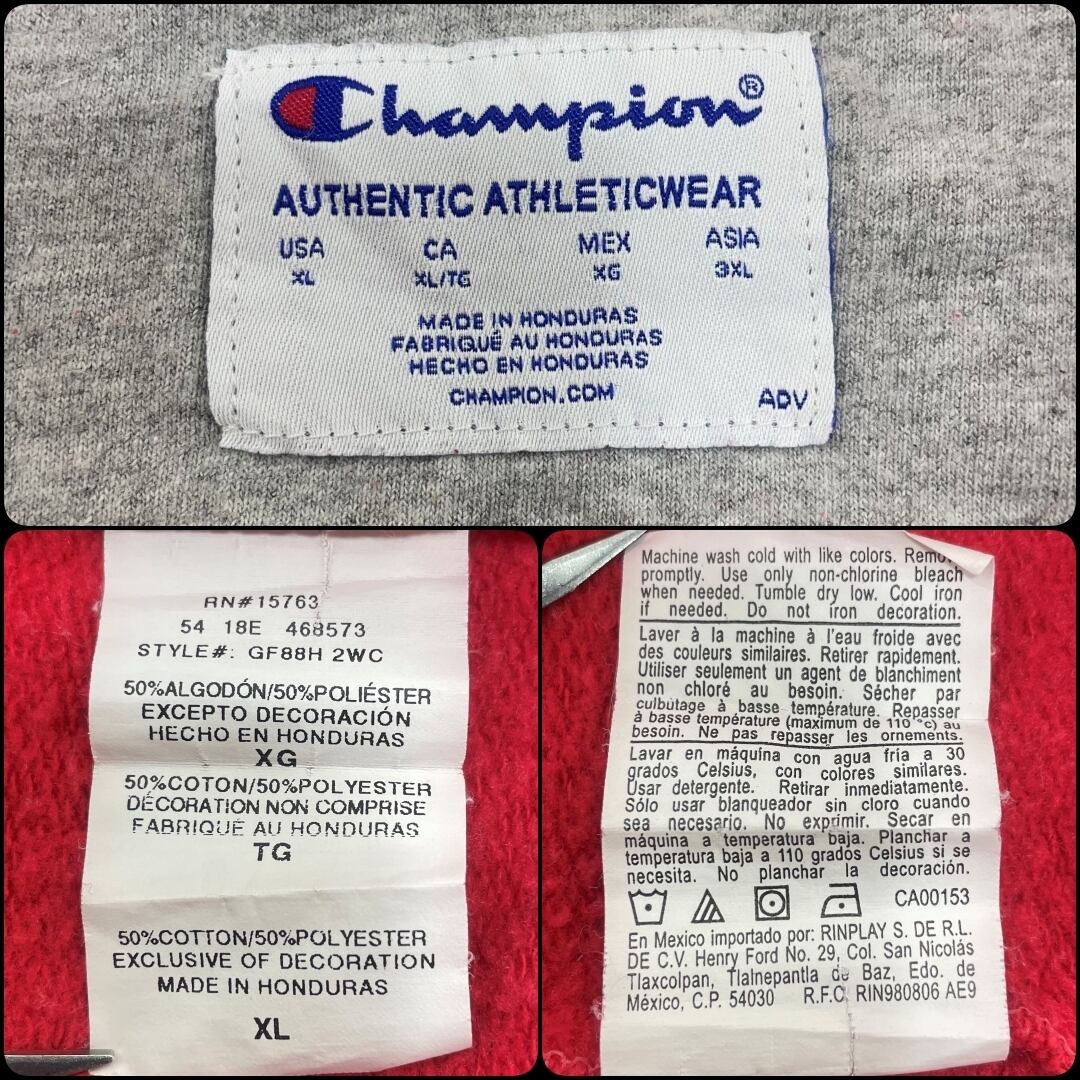 Champion®
AUTHENTIC ATHLETICWEAR
USA CA MEX ASIA
XL XL/TG XG 3XL
MADE IN HONDURAS
FABRIQUÉ AU HONDURAS
HECHO EN HONDURAS
CHAMPION.COM
ADV
RN#15763
54 18E 468573
STYLE#: GF88H 2WC
50%ALGODÓN/50%POLIÉSTER
EXCEPTO DECORACIÓN
HECHO EN HONDURAS
XG
50%COTON/50%POLYESTER
DÉCORATION NON COMPRISE
FABRIQUÉ AU HONDURAS
TG
50%COTTON/50%POLYESTER
EXCLUSIVE OF DECORATION
MADE IN HONDURAS
XL
Machine wash cold with like colors.
promptly. Use only non-chlorine bleach
when needed. Tumble dry low. Cool iron
if needed. Do not iron decoration.
Laver à la machine à l'eau froide avec
des couleurs similaires. Retirer rapidement.
Utiliser seulement un agent de blanchiment
non chloré au besoin. Sécher par
culbutage à basse température. Repasser
à basse température (maximum de 110 °c) au
besoin. Ne pas repasser les ornements.
Lavar en máquina con agua fría a 30
grados Celsius, con colores similares.
Usar detergente. Retirar inmediatamente.
Sólo usar blanqueador sin cloro cuando
sea necesario. No exprimir. Secar en
máquina a temperatura baja. Planchar a
temperatura baja a 110 grados Celsius si se
necesita. No planchar la decoración.
CA00153
En Mexico importado por: RINPLAY S. DE R.L.
DE C.V. Henry Ford No. 29, Col. San Nicolás
Tlaxcolpan, Tlalnepantla de Baz, Edo. de
México, C.P. 54030 R.F.C. RIN980806 AE9